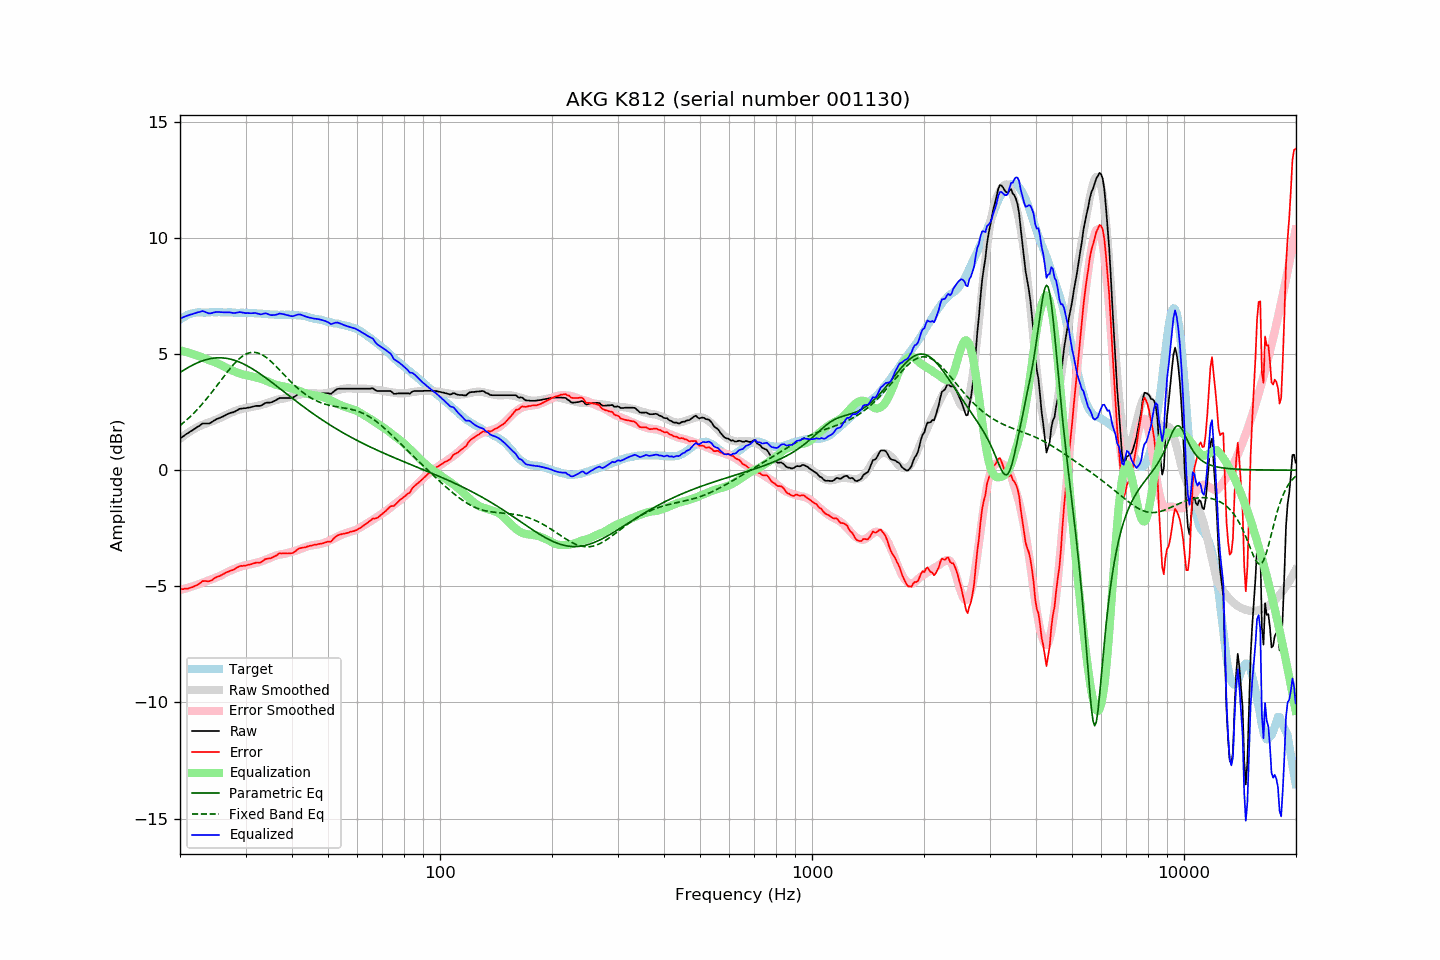 AKG K812 (serial number 001130)
Amplitude (dBr)
15
10
5
0
−5
−10
−15
Target
Raw Smoothed
Error Smoothed
Raw
Error
Equalization
Parametric Eq
Fixed Band Eq
Equalized
100
1000
10000
Frequency (Hz)